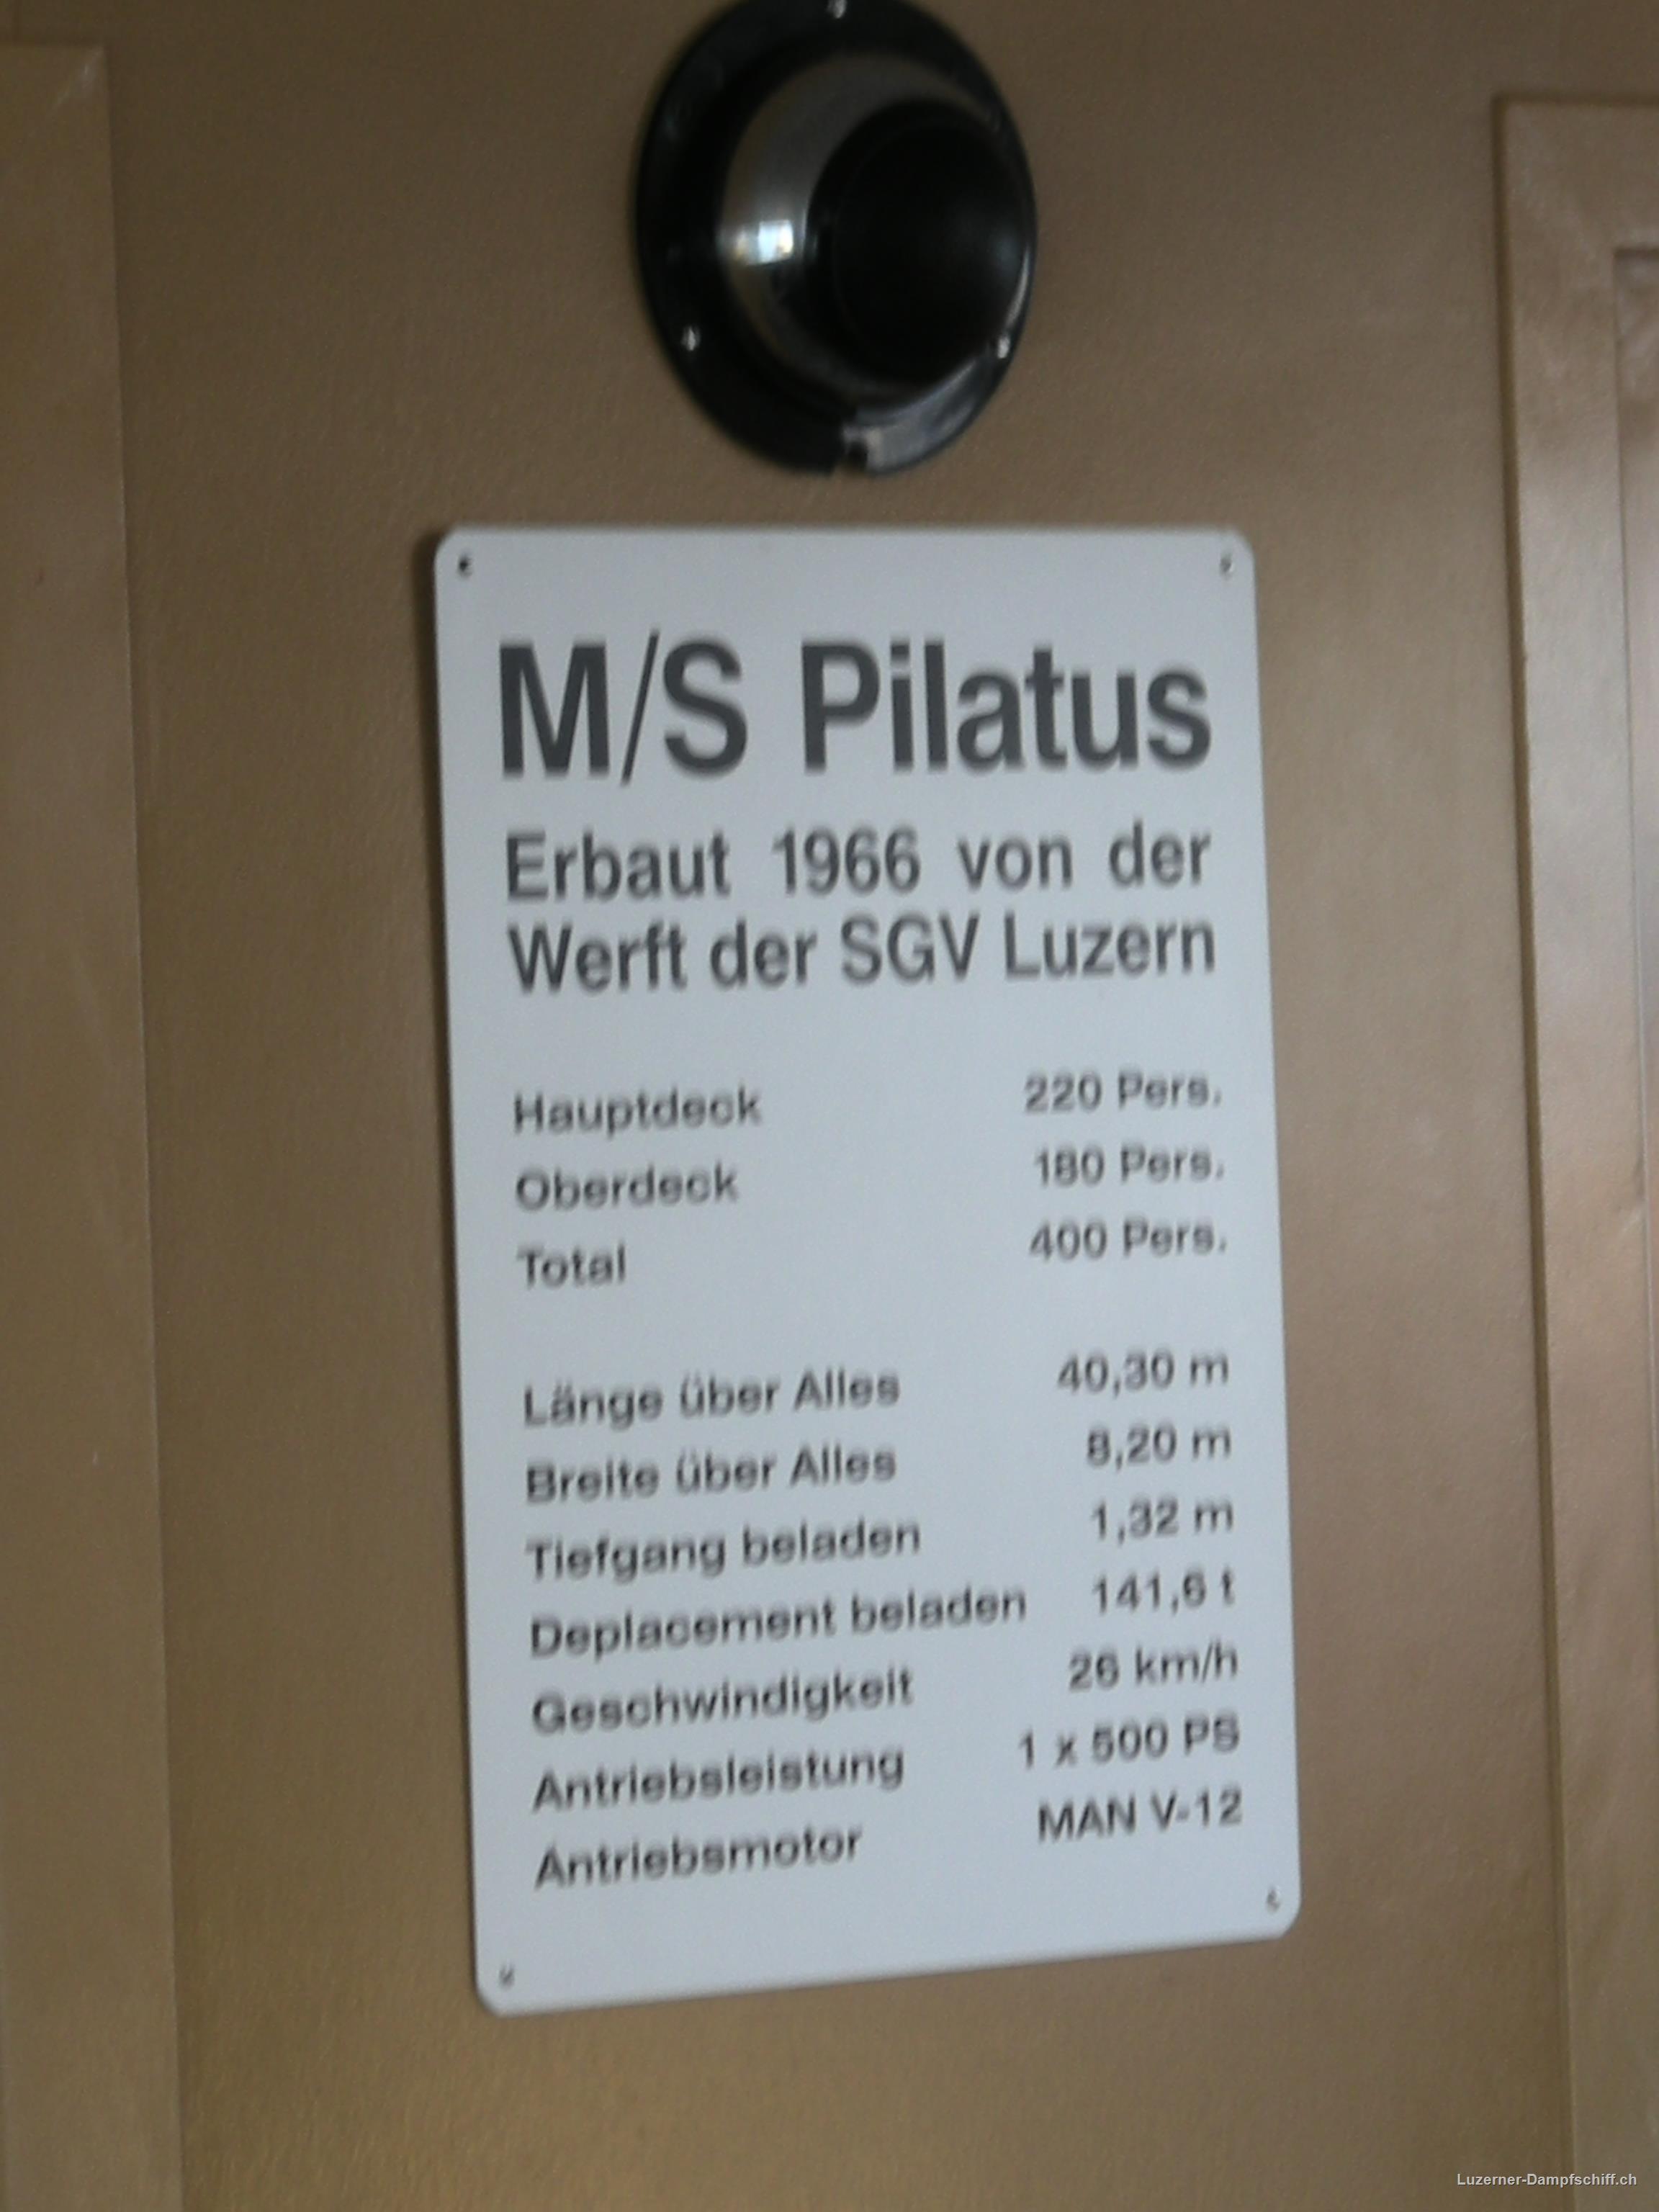 M/S Pilatus
Erbaut 1966 von der
Werft der SGV Luzern
Hauptdeck 220 Pers.
Oberdeck 180 Pers.
Total 400 Pers.
Länge über Alles 40,30 m
Breite über Alles 8,20 m
Tiefgang beladen 1,32 m
Deplacement beladen 141,6 t
Geschwindigkeit 26 km/h
Antriebsleistung 1 x 500 PS
Antriebsmotor MAN V-12
Luzerner-Dampfschiff.ch